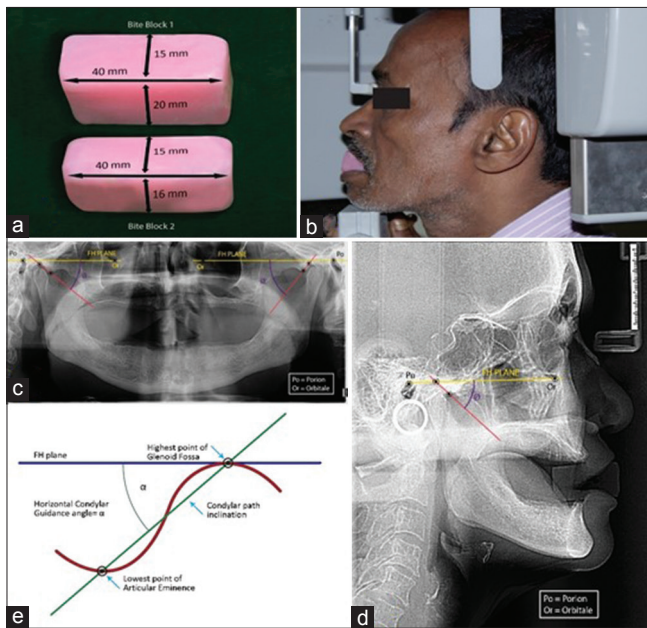 Bite Block 1
15 mm
40 mm
20 mm
15 mm
40 mm
16 mm
Bite Block 2
a
b
Po
FH PLANE
Or
Or
FH PLANE
Po
α
α
Po = Porion
Or = Orbitale
c
Po
FH PLANE
Or
Po = Porion
Or = Orbitale
d
FH plane
Highest point of
Glenoid Fossa
α
Horizontal Condylar
Guidance angle= α
Condylar path
inclination
Lowest point of
Articular Eminence
e